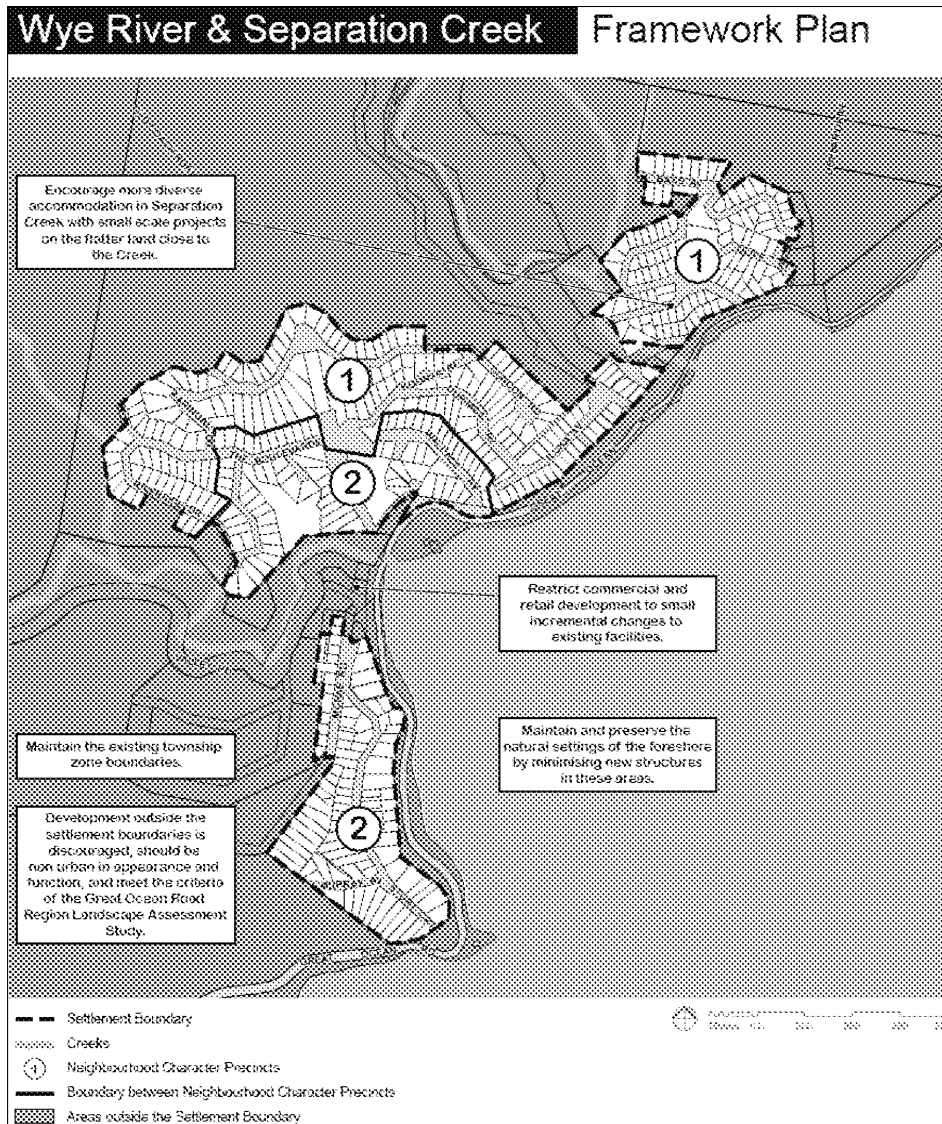 Wye River & Separation Creek Framework Plan
Encourage more diverse
accommodation in Separation
Creek with small scale projects
on the flatter land close to
the Creek.
1
1
2
Restrict commercial and
retail development to small
incremental changes to
existing facilities.
Maintain the existing township
zone boundaries.
Maintain and preserve the
natural settings of the foreshore
by minimising new structures
in these areas.
Development outside the
settlement boundaries is
discouraged, should be
non urban in appearance and
function, and meet the criteria
of the Great Ocean Road
Region Landscape Assessment
Study.
2
Settlement Boundary
Creeks
1 Neighbourhood Character Precincts
Boundary between Neighbourhood Character Precincts
Areas outside the Settlement Boundary